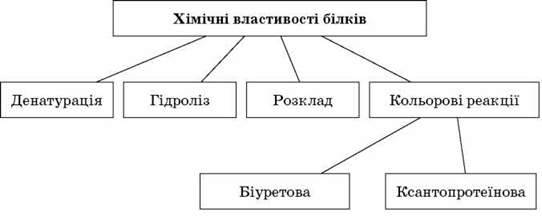 Хімічні властивості білків
Денатурація
Гідроліз
Розклад
Кольорові реакції
Біуретова
Ксантопротеїнова